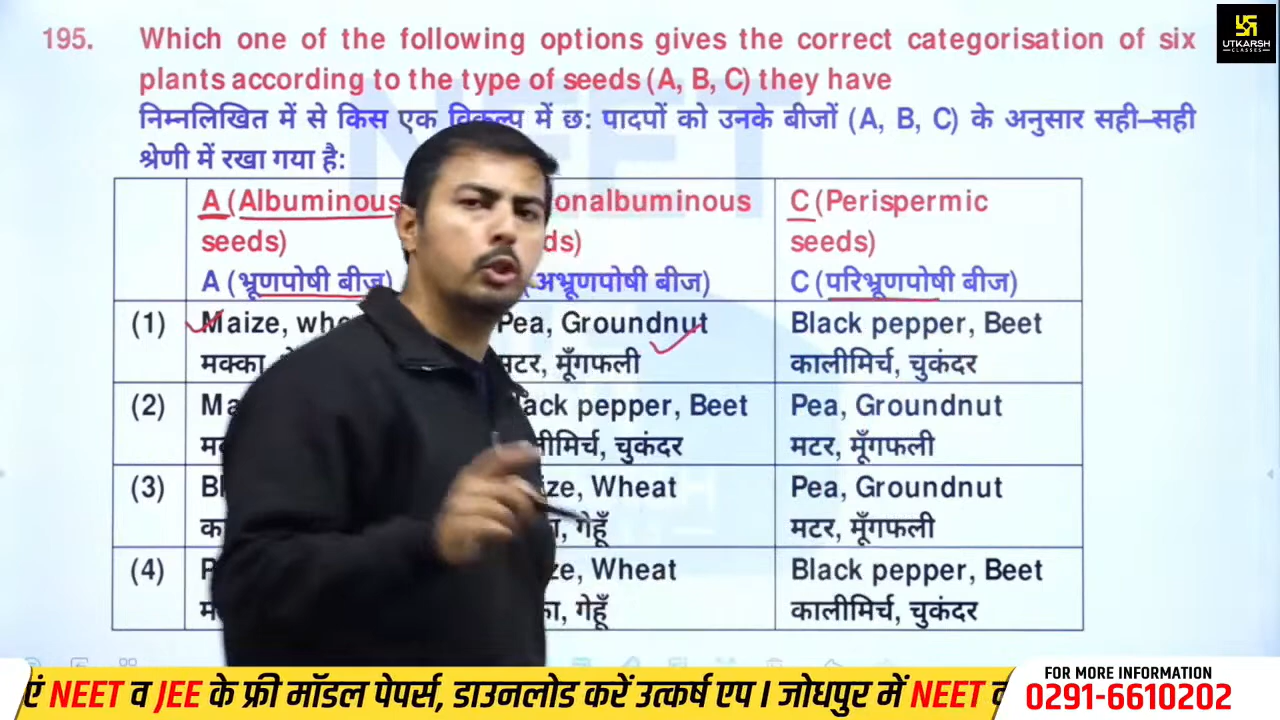 195. Which one of the following options gives the correct categorisation of six
plants according to the type of seeds (A, B, C) they have
निम्नलिखित में से किस एक विकल्प में छ: पादपों को उनके बीजों (A, B, C) के अनुसार सही–सही
श्रेणी में रखा गया है:
A (Albuminous
seeds)
A (भ्रूणपोषी बीज)
onalbuminous
ds)
(अभ्रूणपोषी बीज)
C (Perispermic
seeds)
C (परिभ्रूणपोषी बीज)
(1) Maize, whe Pea, Groundnut Black pepper, Beet
मक्का, मटर, मूँगफली कालीमिर्च, चुकंदर
(2) Ma ack pepper, Beet Pea, Groundnut
लीमिर्च, चुकंदर मटर, मूँगफली
(3) Bl ize, Wheat Pea, Groundnut
का गेहूँ मटर, मूँगफली
(4) P ze, Wheat Black pepper, Beet
गेहूँ कालीमिर्च, चुकंदर
UTKARSH
CLASSES
NEET
एं NEET व JEE के फ्री मॉडल पेपर्स, डाउनलोड करें उत्कर्ष एप । जोधपुर में NEET
FOR MORE INFORMATION
0291-6610202